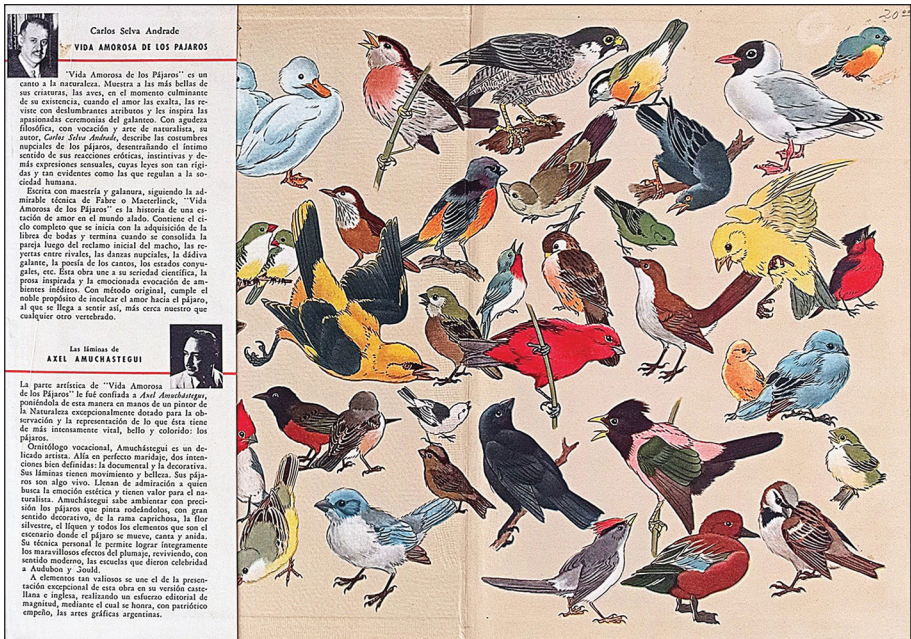 Carlos Selva Andrade
VIDA AMOROSA DE LOS PAJAROS
"Vida Amorosa de los Pájaros" es un
canto a la naturaleza. Muestra a las más bellas de
sus criaturas, las aves, en el momento culminante
de su existencia, cuando el amor las exalta, las re-
viste con deslumbrantes atributos y les inspira las
apasionadas ceremonias del galanteo. Con agudeza
filosófica, con vocación y arte de naturalista, su
autor, Carlos Selva Andrade, describe las costumbres
nupciales de los pájaros, desentrañando el íntimo
sentido de sus reacciones eróticas, instintivas y de-
más expresiones sensuales, cuyas leyes son tan rígi-
das y tan evidentes como las que regulan a la so-
ciedad humana.
Escrita con maestría y galanura, siguiendo la ad-
mirable técnica de Fabre o Maeterlinck, "Vida
Amorosa de los Pájaros" es la historia de una es-
tación de amor en el mundo alado. Contiene el ci-
clo completo que se inicia con la adquisición de la
librea de bodas y termina cuando se consolida la
pareja luego del reclamo inicial del macho, las re-
yertas entre rivales, las danzas nupciales, la dádiva
galante, la poesía de los cantos, los estados conyu-
gales, etc. Esta obra une a su seriedad científica, la
prosa inspirada y la emocionada evocación de am-
bientes inéditos. Con método original, cumple el
noble propósito de inculcar el amor hacia el pájaro,
al que se llega a sentir así, más cerca nuestro que
cualquier otro vertebrado.
Las láminas de
AXEL AMUCHASTEGUI
La parte artística de "Vida Amorosa
de los Pájaros" le fué confiada a Axel Amuchástegui,
poniéndola de esta manera en manos de un pintor de
la Naturaleza excepcionalmente dotado para la ob-
servación y la representación de lo que ésta tiene
de más intensamente vital, bello y colorido: los
pájaros.
Ornitólogo vocacional, Amuchástegui es un de-
licado artista. Alía en perfecto maridaje, dos inten-
ciones bien definidas: la documental y la decorativa.
Sus láminas tienen movimiento y belleza. Sus pája-
ros son algo vivo. Llenan de admiración a quien
busca la emoción estética y tienen valor para el na-
turalista. Amuchástegui sabe ambientar con preci-
sión los pájaros que pinta rodeándolos, con gran
sentido decorativo, de la rama caprichosa, la flor
silvestre, el líquen y todos los elementos que son el
escenario donde el pájaro se mueve, canta y anida.
Su técnica personal le permite lograr íntegramente
los maravillosos efectos del plumaje, reviviendo, con
sentido moderno, las escuelas que dieron celebridad
a Audubon y Gould.
A elementos tan valiosos se une el de la presen-
tación excepcional de esta obra en su versión caste-
llana e inglesa, realizando un esfuerzo editorial de
magnitud, mediante el cual se honra, con patriótico
empeño, las artes gráficas argentinas.